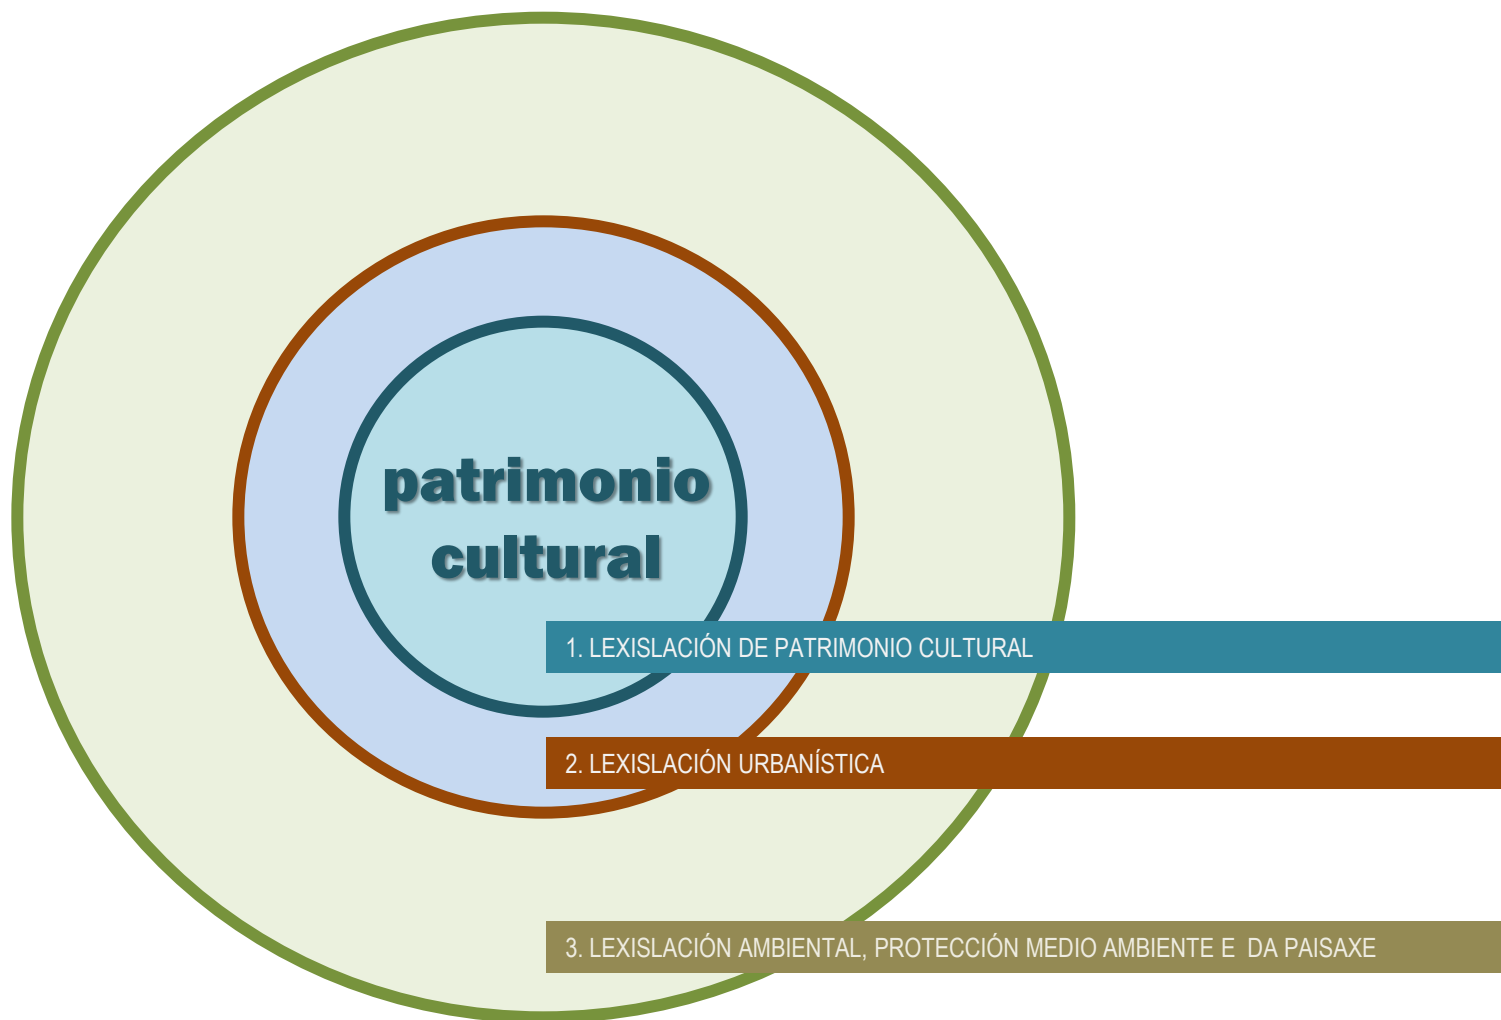 patrimonio
cultural
1. LEXISLACIÓN DE PATRIMONIO CULTURAL
2. LEXISLACIÓN URBANÍSTICA
3. LEXISLACIÓN AMBIENTAL, PROTECCIÓN MEDIO AMBIENTE E  DA PAISAXE